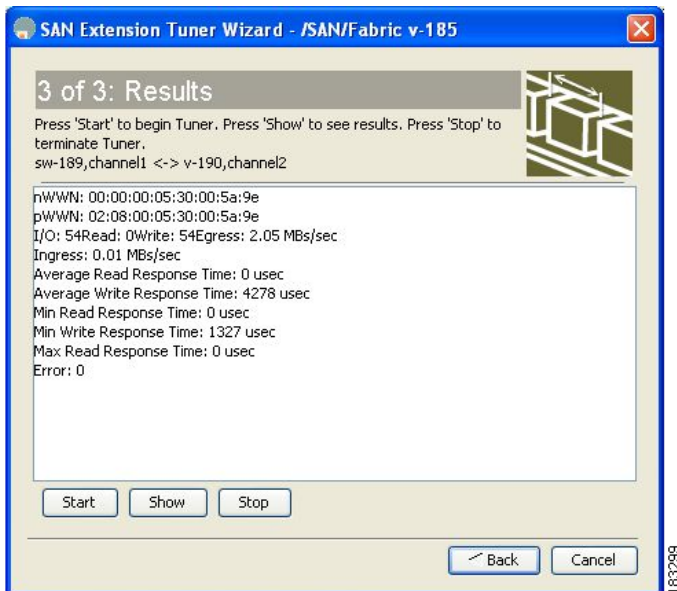 SAN Extension Tuner Wizard - /SAN/Fabric v-185
3 of 3: Results
Press 'Start' to begin Tuner. Press 'Show' to see results. Press 'Stop' to
terminate Tuner.
sw-189,channel1 <-> v-190,channel2
nWWN: 00:00:00:05:30:00:5a:9e
pWWN: 02:08:00:05:30:00:5a:9e
I/O: 54Read: 0Write: 54Egress: 2.05 MBs/sec
Ingress: 0.01 MBs/sec
Average Read Response Time: 0 usec
Average Write Response Time: 4278 usec
Min Read Response Time: 0 usec
Min Write Response Time: 1327 usec
Max Read Response Time: 0 usec
Error: 0
Start Show Stop
Back Cancel
183299